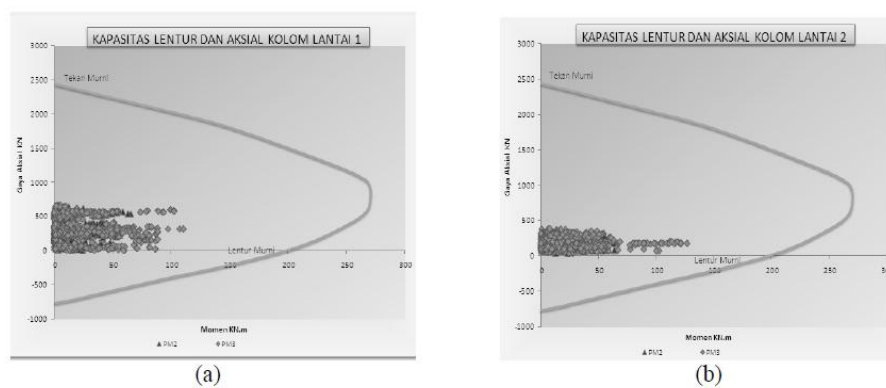 KAPASITAS LENTUR DAN AKSIAL KOLOM LANTAI 1
3000
2500
2000
1500
1000
500
0
-500
-1000
Gaya Aksial KN
Tekan Murni
Lentur Murni
0
50
100
150
200
250
300
Momen KN.m
PM2
PM3
(a)
KAPASITAS LENTUR DAN AKSIAL KOLOM LANTAI 2
3000
2500
2000
1500
1000
500
0
-500
-1000
Gaya Aksial KN
Tekan Murni
Lentur Murni
0
50
100
150
200
250
300
Momen KN.m
PM2
PM3
(b)